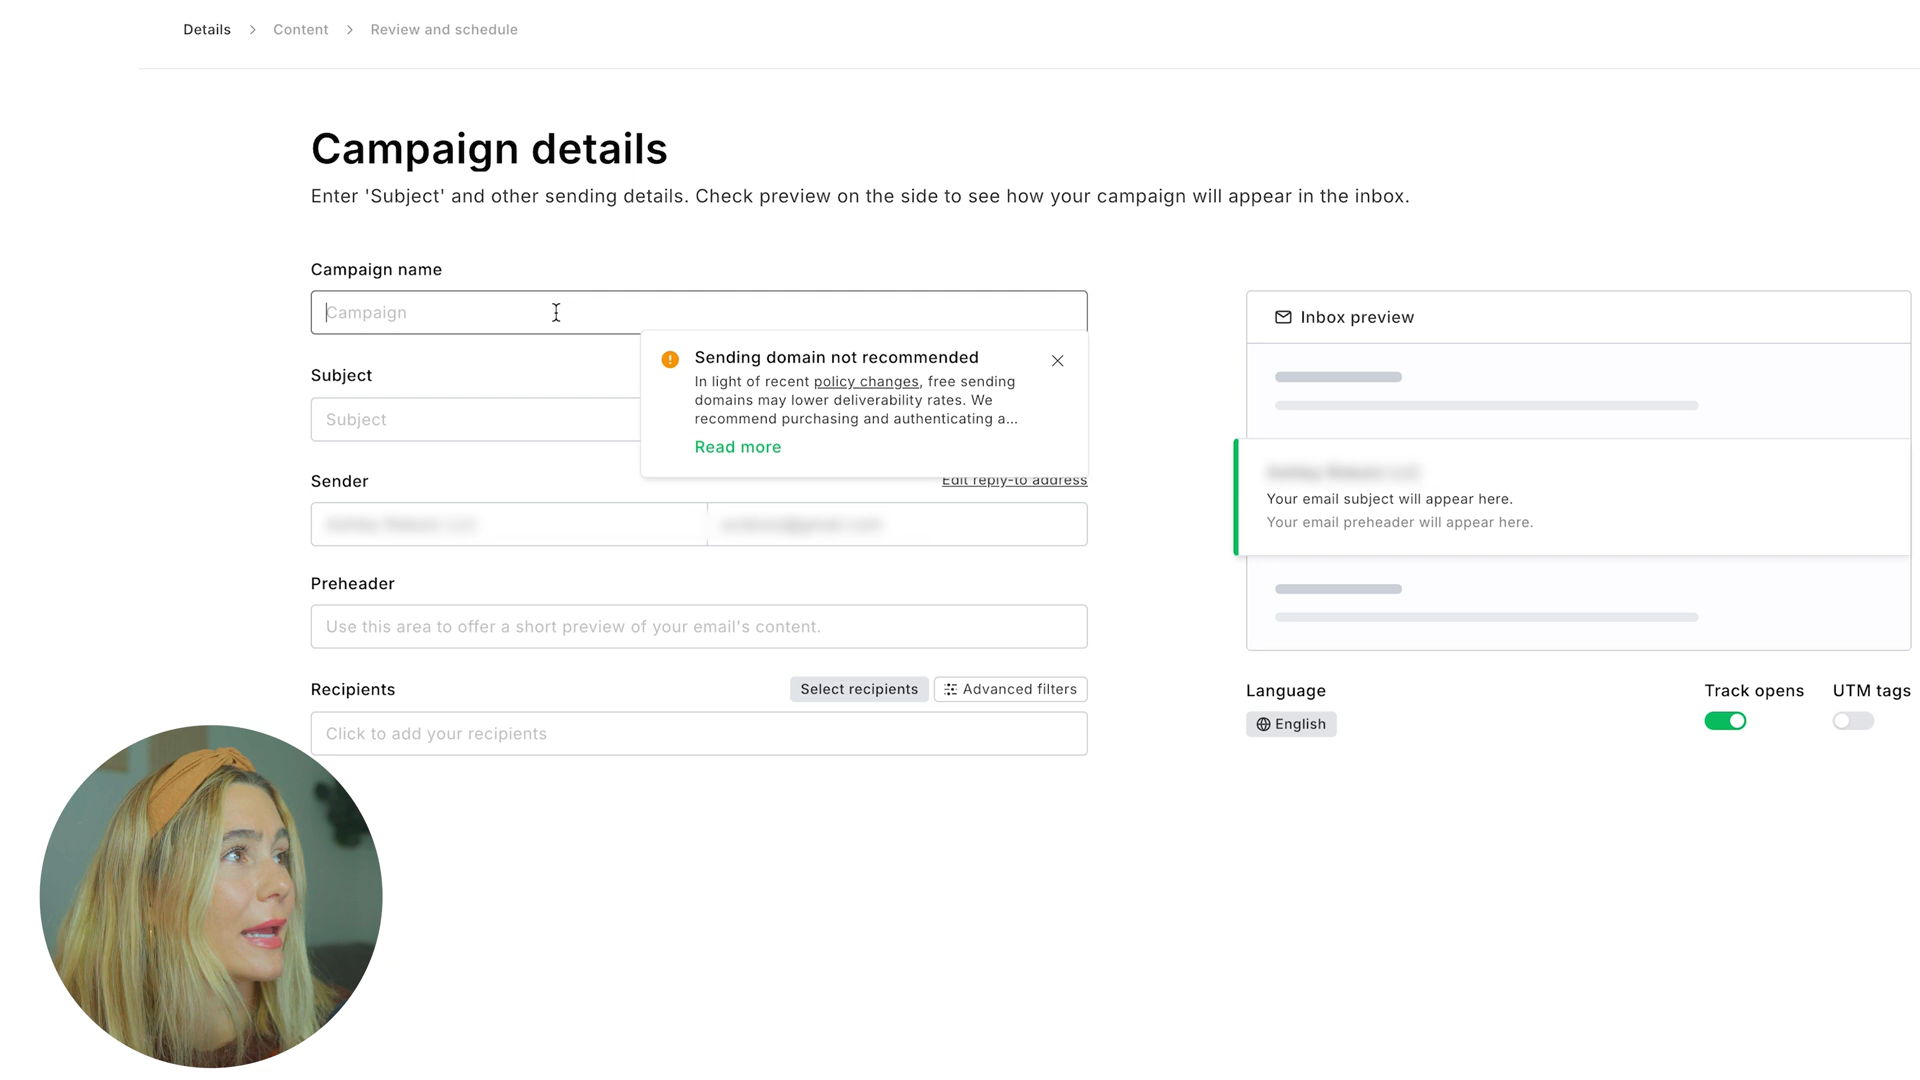 Details > Content > Review and schedule
Campaign details
Enter 'Subject' and other sending details. Check preview on the side to see how your campaign will appear in the inbox.
Campaign name
Campaign
Sending domain not recommended
In light of recent policy changes, free sending
domains may lower deliverability rates. We
recommend purchasing and authenticating a...
Read more
Subject
Subject
Sender
Edit reply-to address
Preheader
Use this area to offer a short preview of your email's content.
Recipients
Select recipients
Advanced filters
Click to add your recipients
Inbox preview
Your email subject will appear here.
Your email preheader will appear here.
Language
English
Track opens
UTM tags